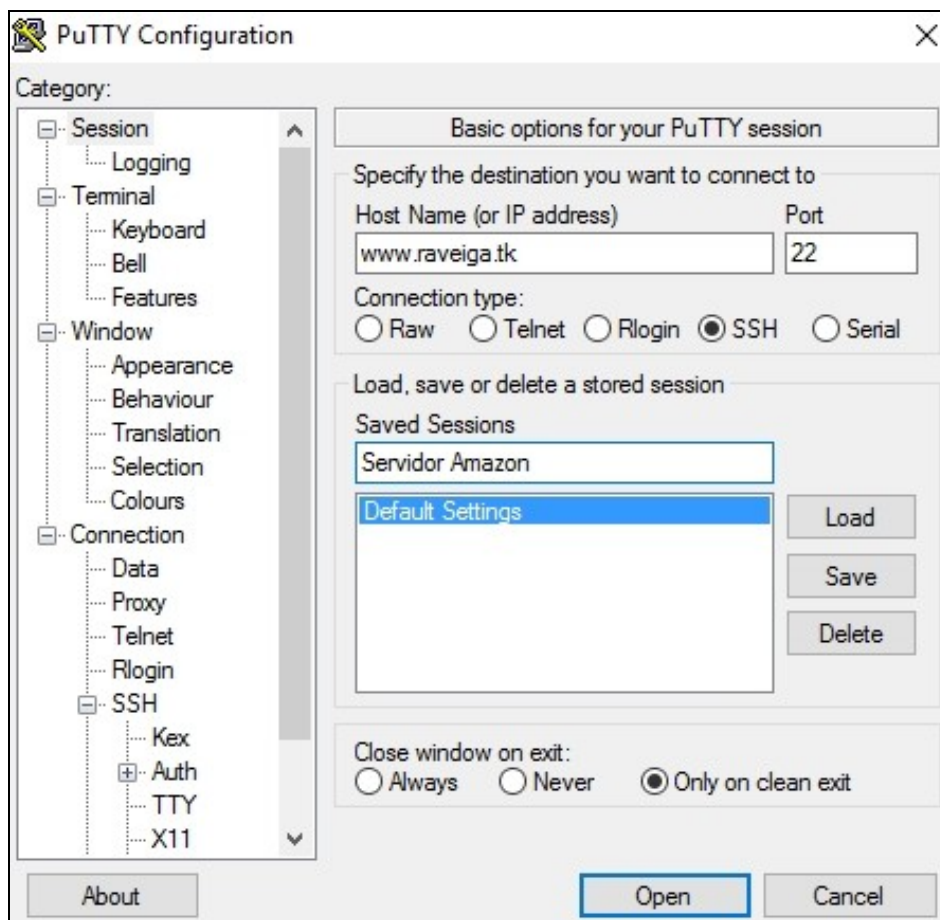 PuTTY Configuration
Category:
Session
Logging
Terminal
Keyboard
Bell
Features
Window
Appearance
Behaviour
Translation
Selection
Colours
Connection
Data
Proxy
Telnet
Rlogin
SSH
Kex
Auth
TTY
X11
Basic options for your PuTTY session
Specify the destination you want to connect to
Host Name (or IP address) Port
www.raveiga.tk 22
Connection type:
Raw Telnet Rlogin SSH Serial
Load, save or delete a stored session
Saved Sessions
Servidor Amazon
Default Settings
Load
Save
Delete
Close window on exit:
Always Never Only on clean exit
About Open Cancel